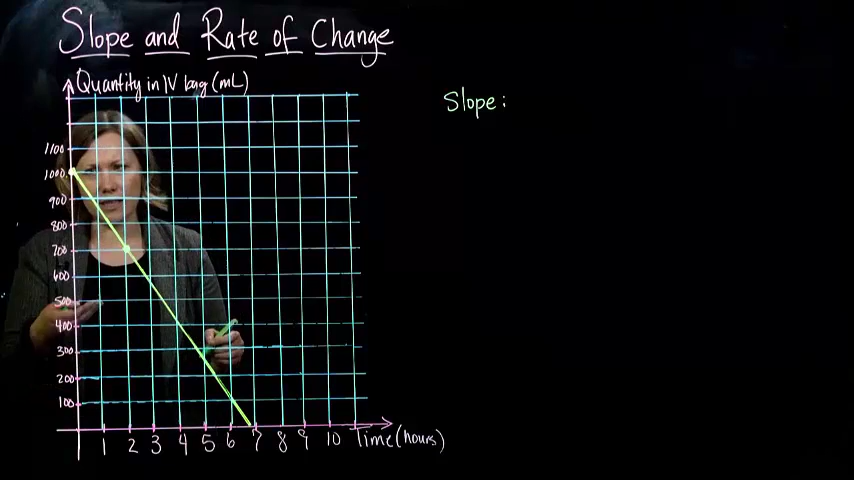 Slope and Rate of Change
Quantity in IV bag (mL)
Slope:
1100
1000
900
800
700
600
500
400
300
200
100
1 2 3 4 5 6 7 8 9 10 Time (hours)